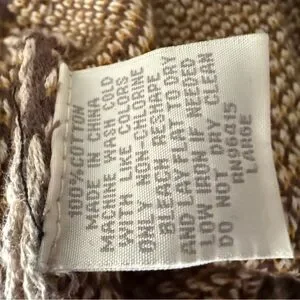 100% COTTON
MADE IN CHINA
MACHINE WASH COLD
WITH LIKE COLORS
ONLY NON-CHLORINE
BLEACH RESHAPE
AND LAY FLAT TO DRY
LOW IRON IF NEEDED
DO NOT DRY CLEAN
RN96415
LARGE